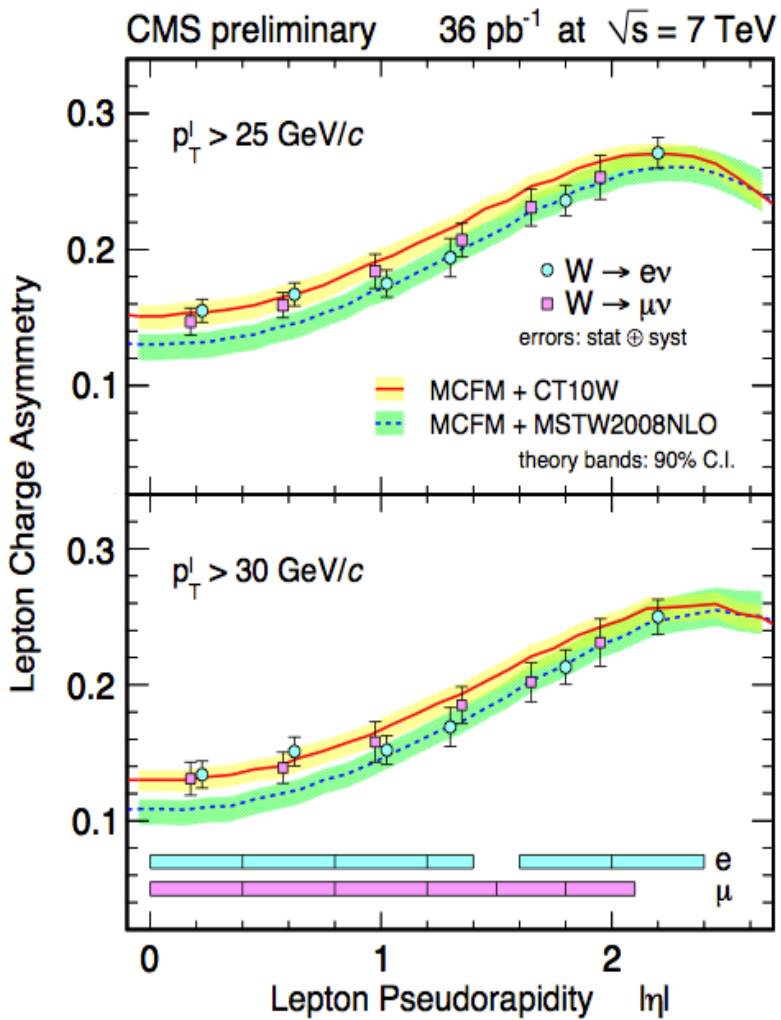 CMS preliminary 36 pb⁻¹ at √s = 7 TeV
0.3
0.2
0.1
pₜˡ > 25 GeV/c
W → eν
W → μν
errors: stat ⊕ syst
MCFM + CT10W
MCFM + MSTW2008NLO
theory bands: 90% C.I.
Lepton Charge Asymmetry
0.3
0.2
0.1
pₜˡ > 30 GeV/c
e
μ
0 1 2
Lepton Pseudorapidity |η|